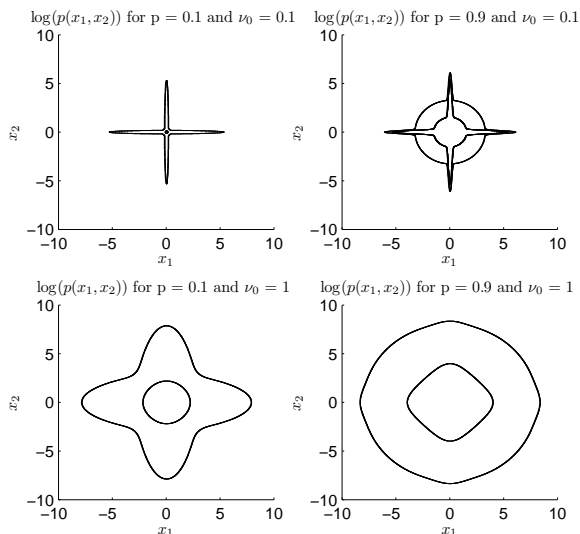 log(p(x₁, x₂)) for p = 0.1 and ν₀ = 0.1
10
5
0
−5
−10
x₂
−10 −5 0 5 10
x₁
log(p(x₁, x₂)) for p = 0.9 and ν₀ = 0.1
10
5
0
−5
−10
x₂
−10 −5 0 5 10
x₁
log(p(x₁, x₂)) for p = 0.1 and ν₀ = 1
10
5
0
−5
−10
x₂
−10 −5 0 5 10
x₁
log(p(x₁, x₂)) for p = 0.9 and ν₀ = 1
10
5
0
−5
−10
x₂
−10 −5 0 5 10
x₁